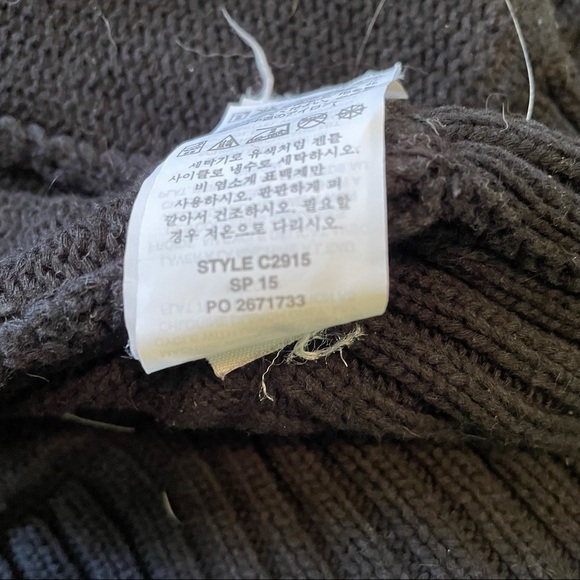 세탁기로 유색처럼 젠틀
사이클로 냉수로 세탁하시오.
비 염소계 표백제만
사용하시오. 판판하게 펴
깔아서 건조하시오. 필요할
경우 저온으로 다리시오.
STYLE C2915
SP 15
PO 2671733